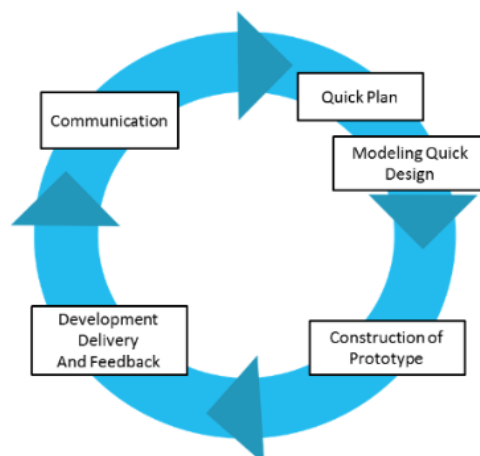 Communication
Quick Plan
Modeling Quick
Design
Construction of
Prototype
Development
Delivery
And Feedback